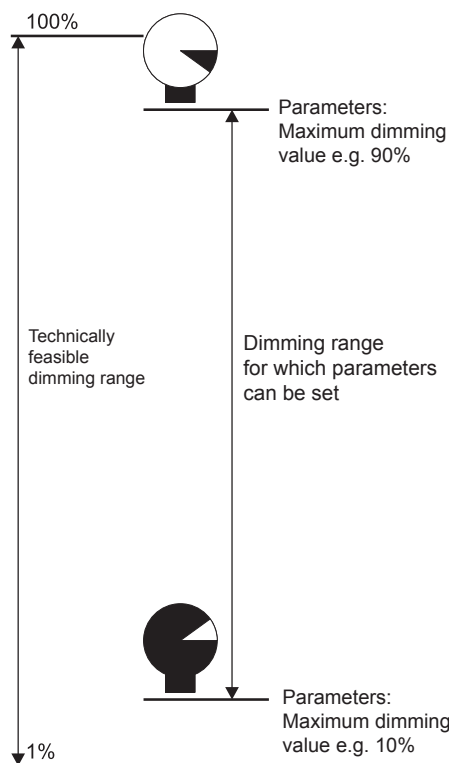 100%
Parameters:
Maximum dimming
value e.g. 90%
Technically
feasible
dimming range
Dimming range
for which parameters
can be set
Parameters:
Maximum dimming
value e.g. 10%
1%